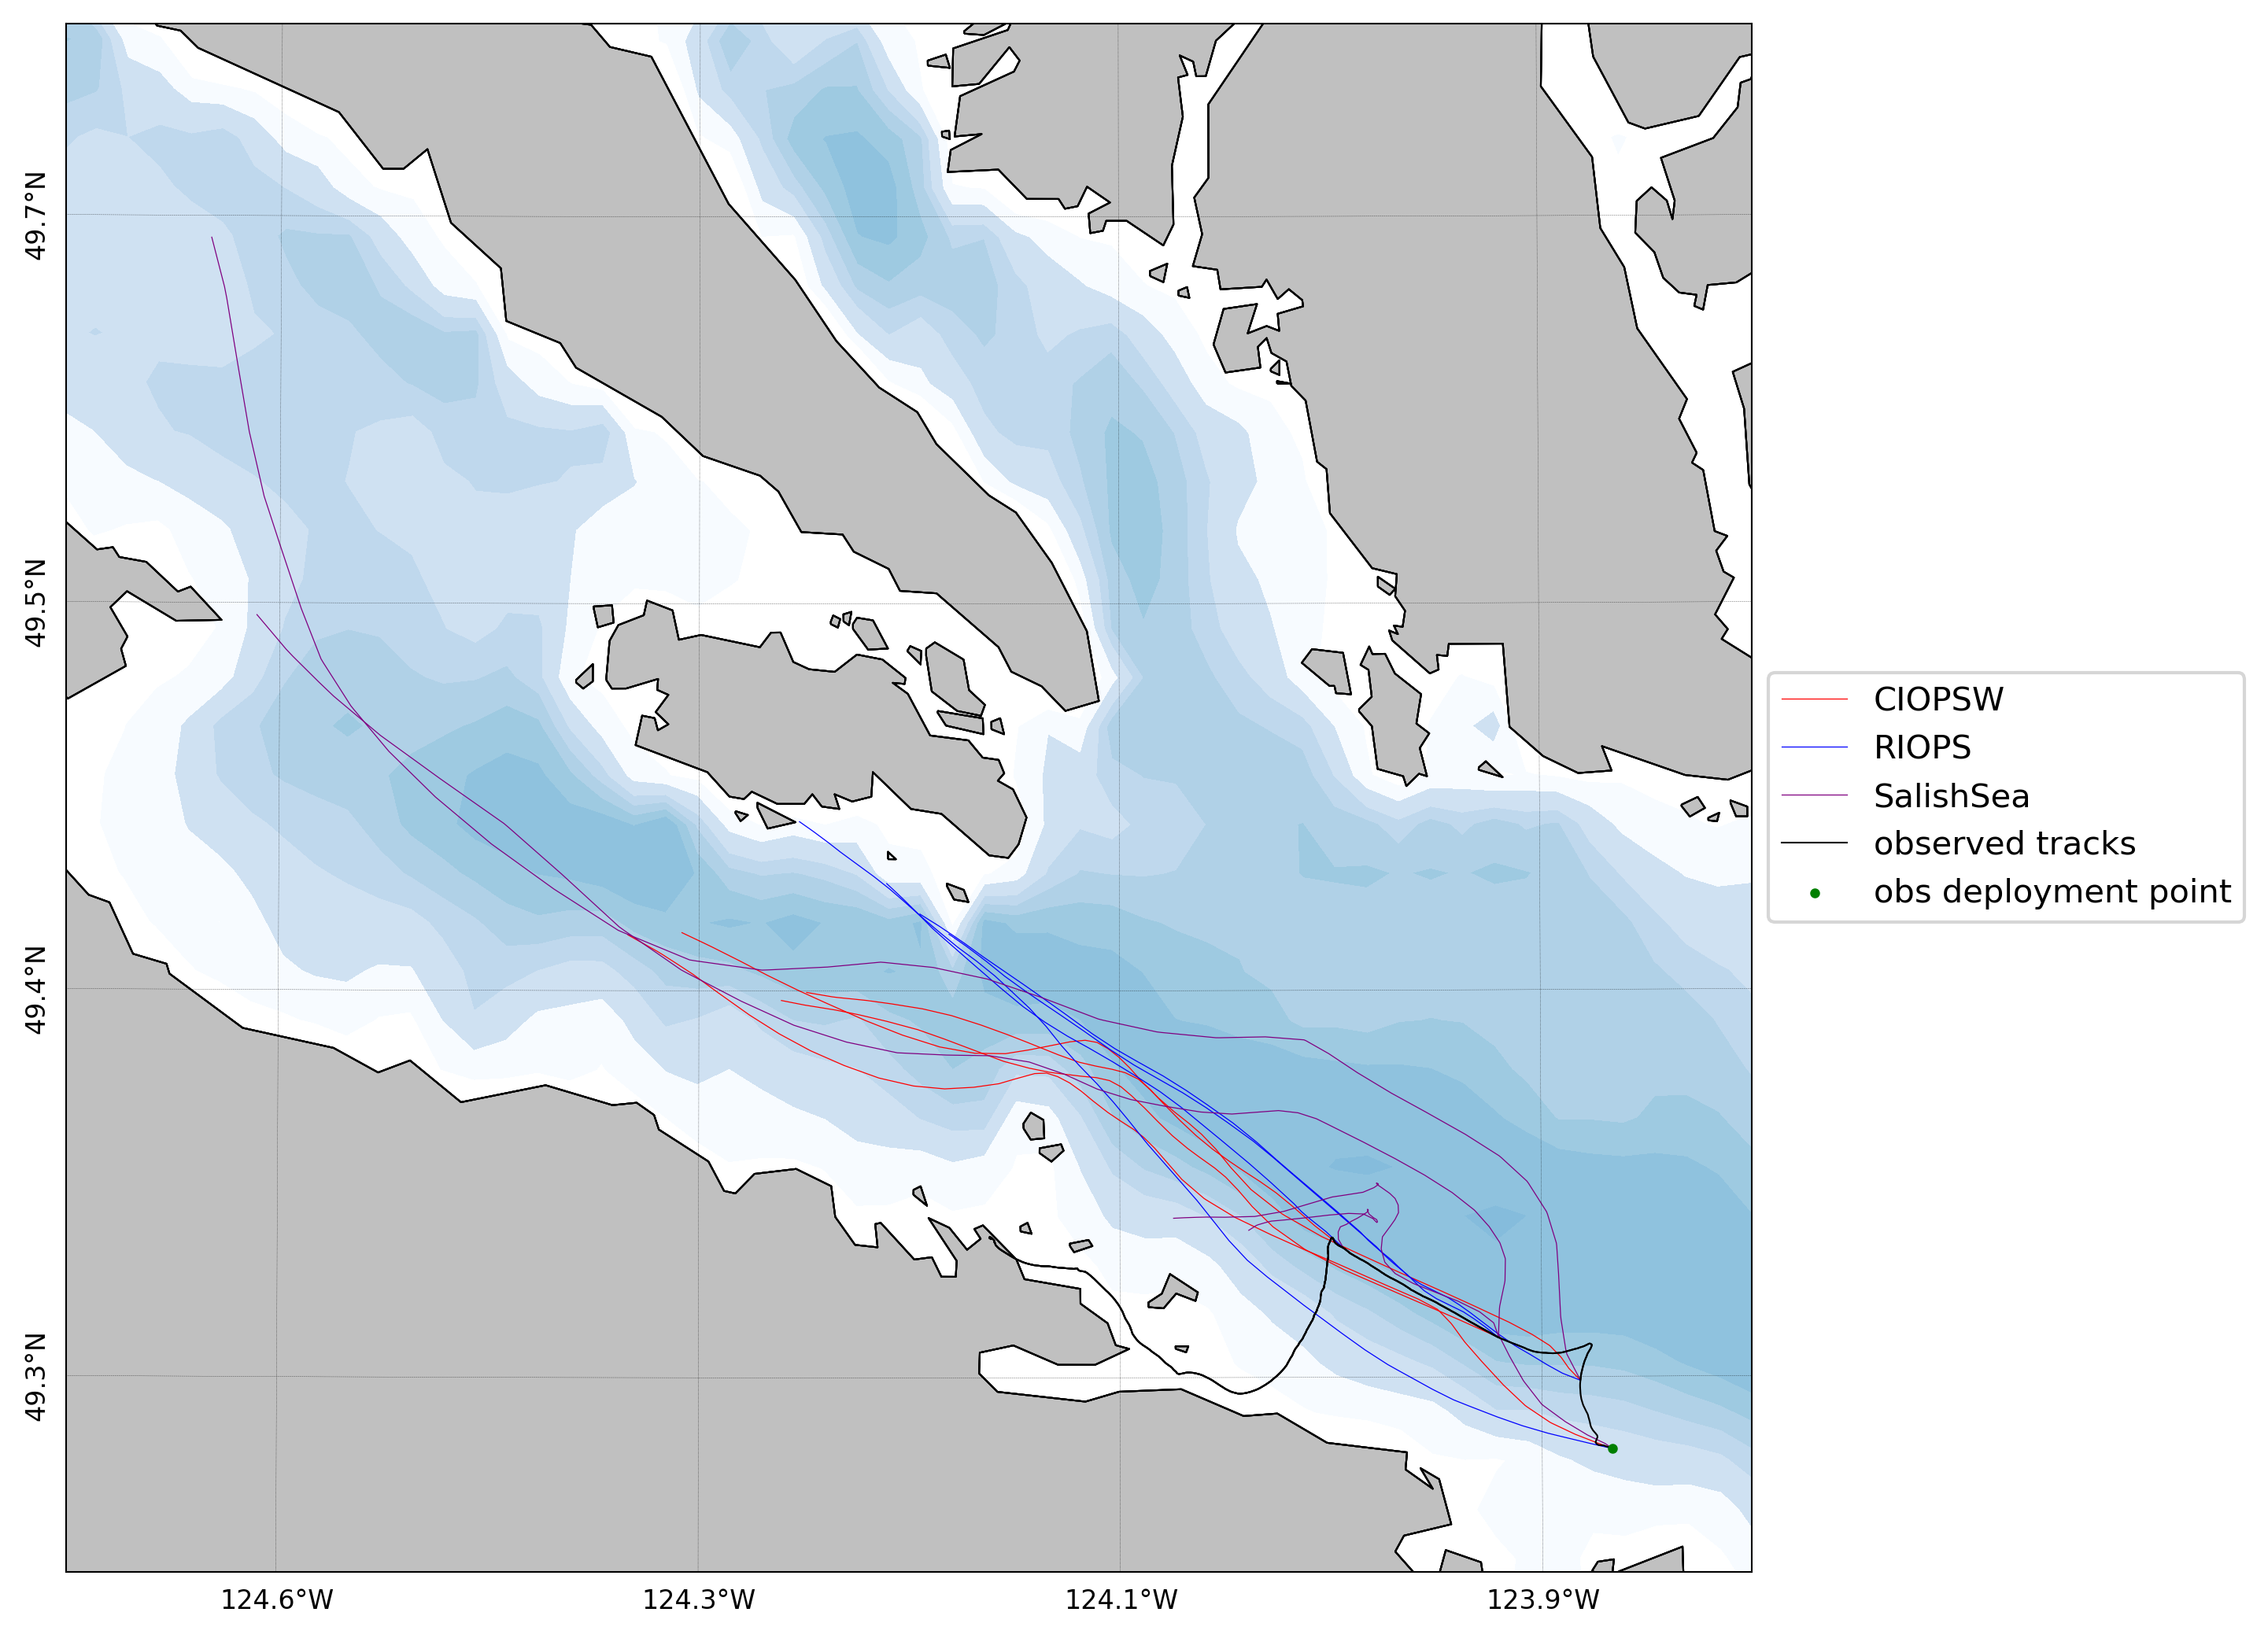 49.7°N
49.5°N
49.4°N
49.3°N
124.6°W
124.3°W
124.1°W
123.9°W
CIOPSW
RIOPS
SalishSea
observed tracks
obs deployment point